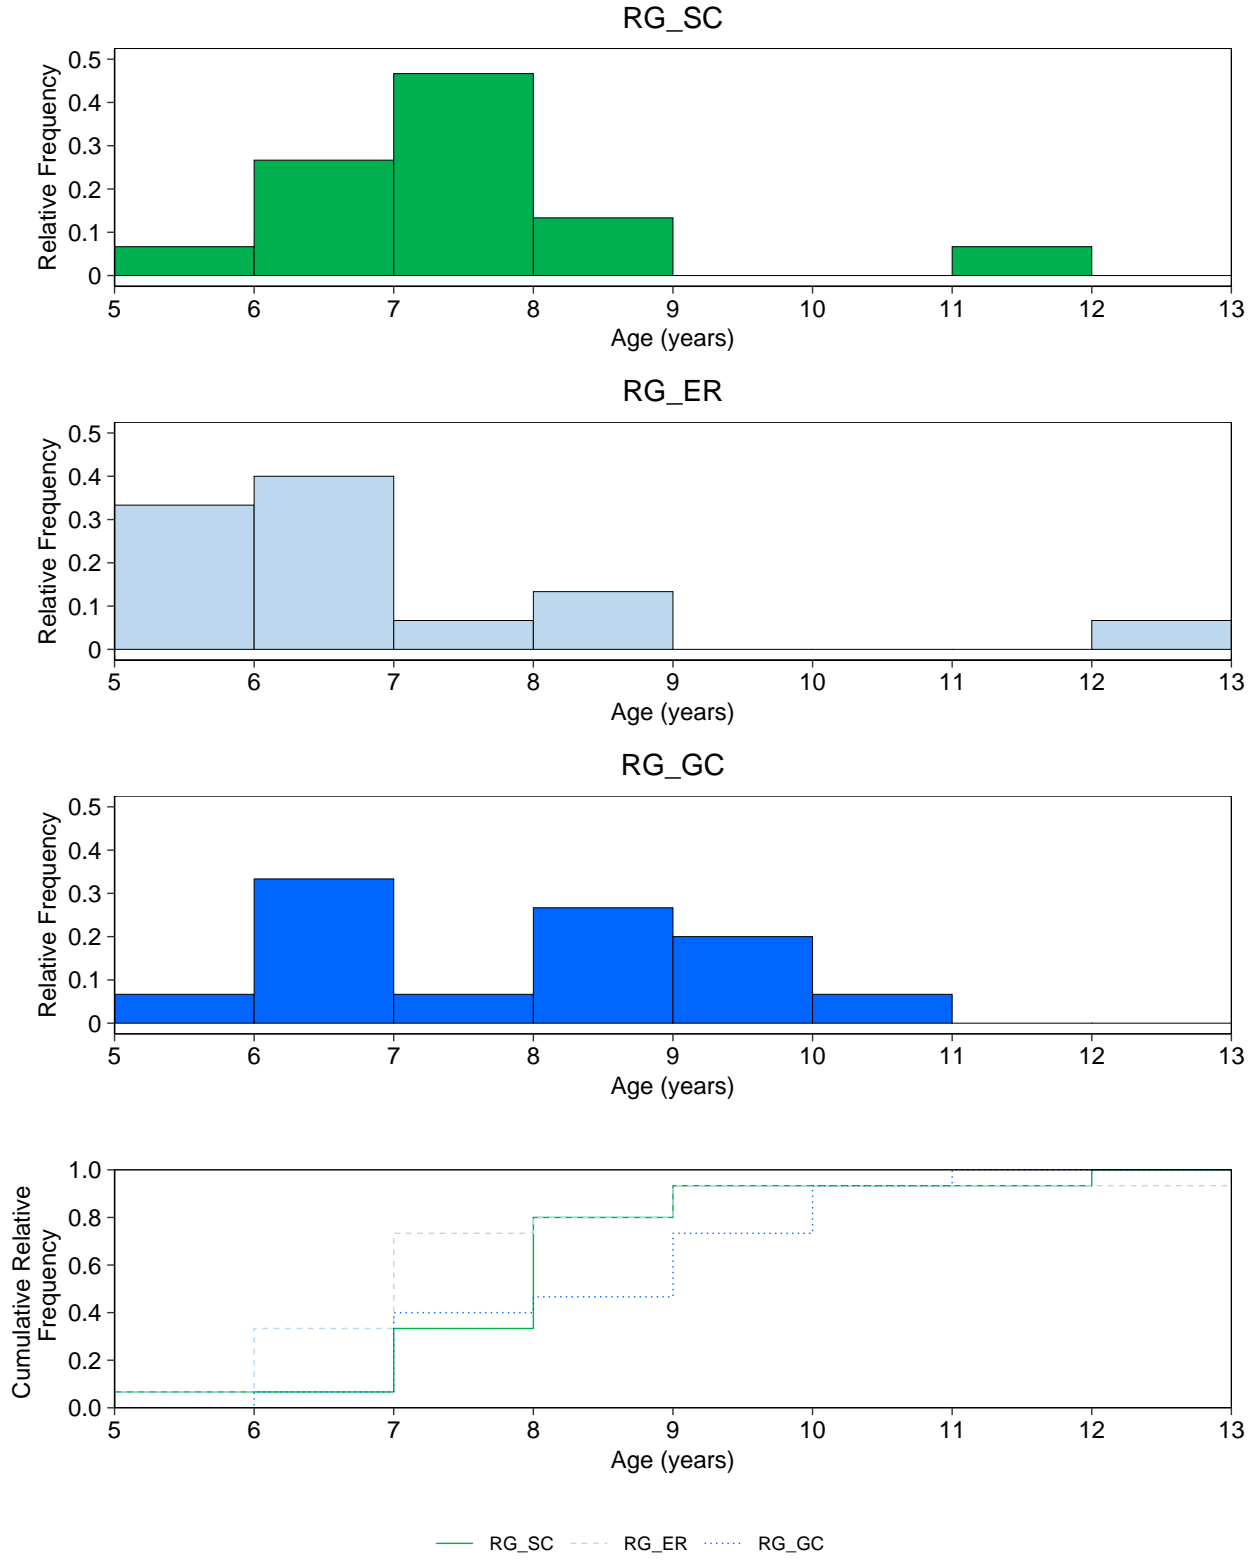 RG_SC
Relative Frequency
0.5
0.4
0.3
0.2
0.1
0
5 6 7 8 9 10 11 12 13
Age (years)
RG_ER
Relative Frequency
0.5
0.4
0.3
0.2
0.1
0
5 6 7 8 9 10 11 12 13
Age (years)
RG_GC
Relative Frequency
0.5
0.4
0.3
0.2
0.1
0
5 6 7 8 9 10 11 12 13
Age (years)
Cumulative Relative
Frequency
1.0
0.8
0.6
0.4
0.2
0.0
5 6 7 8 9 10 11 12 13
Age (years)
RG_SC RG_ER RG_GC